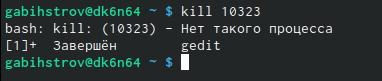 gabihstrov@dk6n64 ~ $ kill 10323
bash: kill: (10323) – Нет такого процесса
[1]+  Завершён        gedit
gabihstrov@dk6n64 ~ $